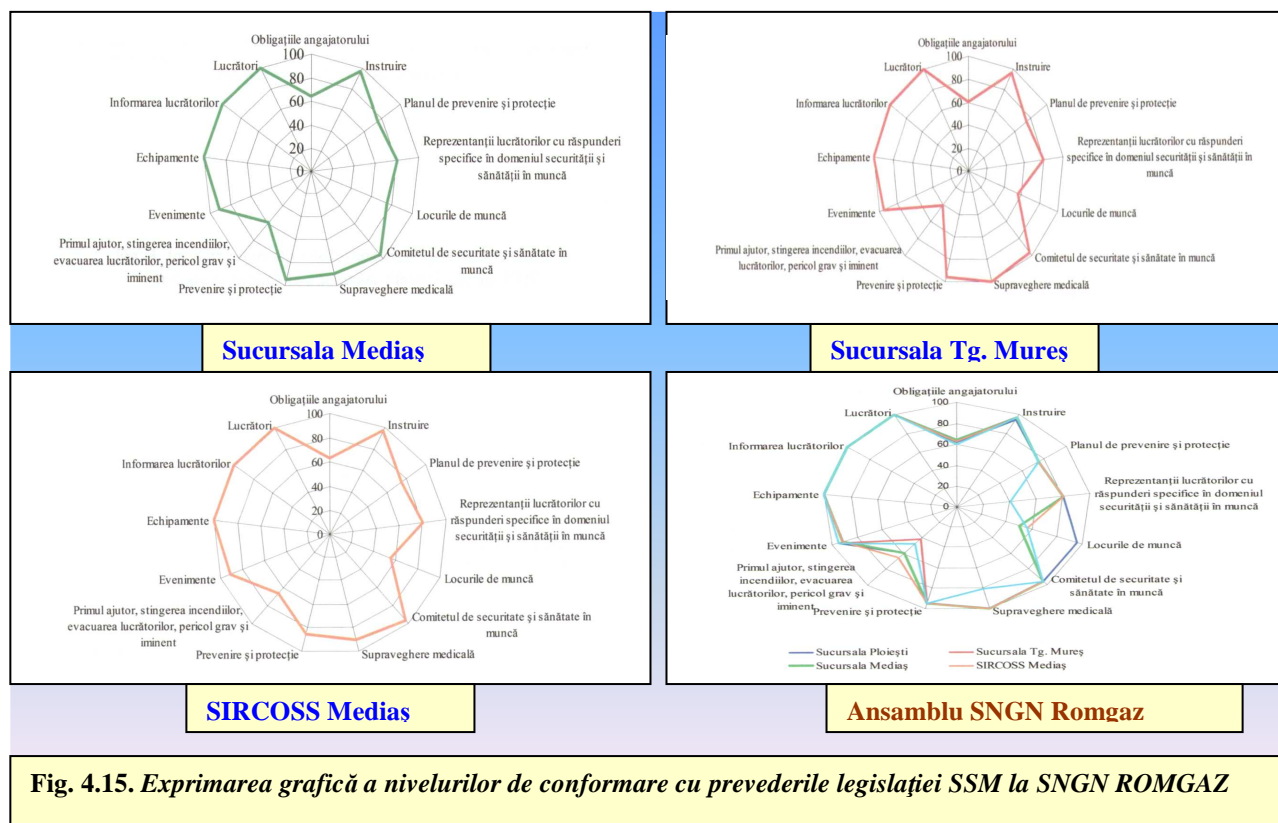 Obligațiile angajatorului
100
80
60
40
20
0
Instruire
Planul de prevenire și protecție
Reprezentanții lucrătorilor cu răspunderi
specifice în domeniul securității și
sănătății în muncă
Locurile de muncă
Comitetul de securitate și sănătate în
muncă
Supraveghere medicală
Prevenire și protecție
Primul ajutor, stingerea incendiilor,
evacuarea lucrătorilor, pericol grav și
iminent
Evenimente
Echipamente
Informarea lucrătorilor
Lucrători
Sucursala Mediaş
Obligațiile angajatorului
100
80
60
40
20
0
Instruire
Planul de prevenire și protecție
Reprezentanții lucrătorilor cu răspunderi
specifice în domeniul securității și sănătății în
muncă
Locurile de muncă
Comitetul de securitate și sănătate în
muncă
Supraveghere medicală
Prevenire și protecție
Primul ajutor, stingerea incendiilor, evacuarea
lucrătorilor, pericol grav și iminent
Evenimente
Echipamente
Informarea lucrătorilor
Lucrători
Sucursala Tg. Mureş
Obligațiile angajatorului
100
80
60
40
20
0
Instruire
Planul de prevenire și protecție
Reprezentanții lucrătorilor cu
răspunderi specifice în domeniul
securității și sănătății în muncă
Locurile de muncă
Comitetul de securitate și sănătate în
muncă
Supraveghere medicală
Prevenire și protecție
Primul ajutor, stingerea incendiilor,
evacuarea lucrătorilor, pericol grav și
iminent
Evenimente
Echipamente
Informarea lucrătorilor
Lucrători
SIRCOSS Mediaş
Obligațiile angajatorului
100
80
60
40
20
0
Instruire
Planul de prevenire și protecție
Reprezentanții lucrătorilor cu
răspunderi specifice în domeniul
securității și sănătății în muncă
Locurile de muncă
Comitetul de securitate și
sănătate în muncă
Supraveghere medicală
Prevenire și protecție
Primul ajutor, stingerea
incendiilor, evacuarea
lucrătorilor, pericol grav și
iminent
Evenimente
Echipamente
Informarea lucrătorilor
Lucrători
Sucursala Ploiești
Sucursala Tg. Mureș
Sucursala Mediaș
SIRCOSS Mediaș
Ansamblu SNGN Romgaz
Fig. 4.15. Exprimarea grafică a nivelurilor de conformare cu prevederile legislaţiei SSM la SNGN ROMGAZ